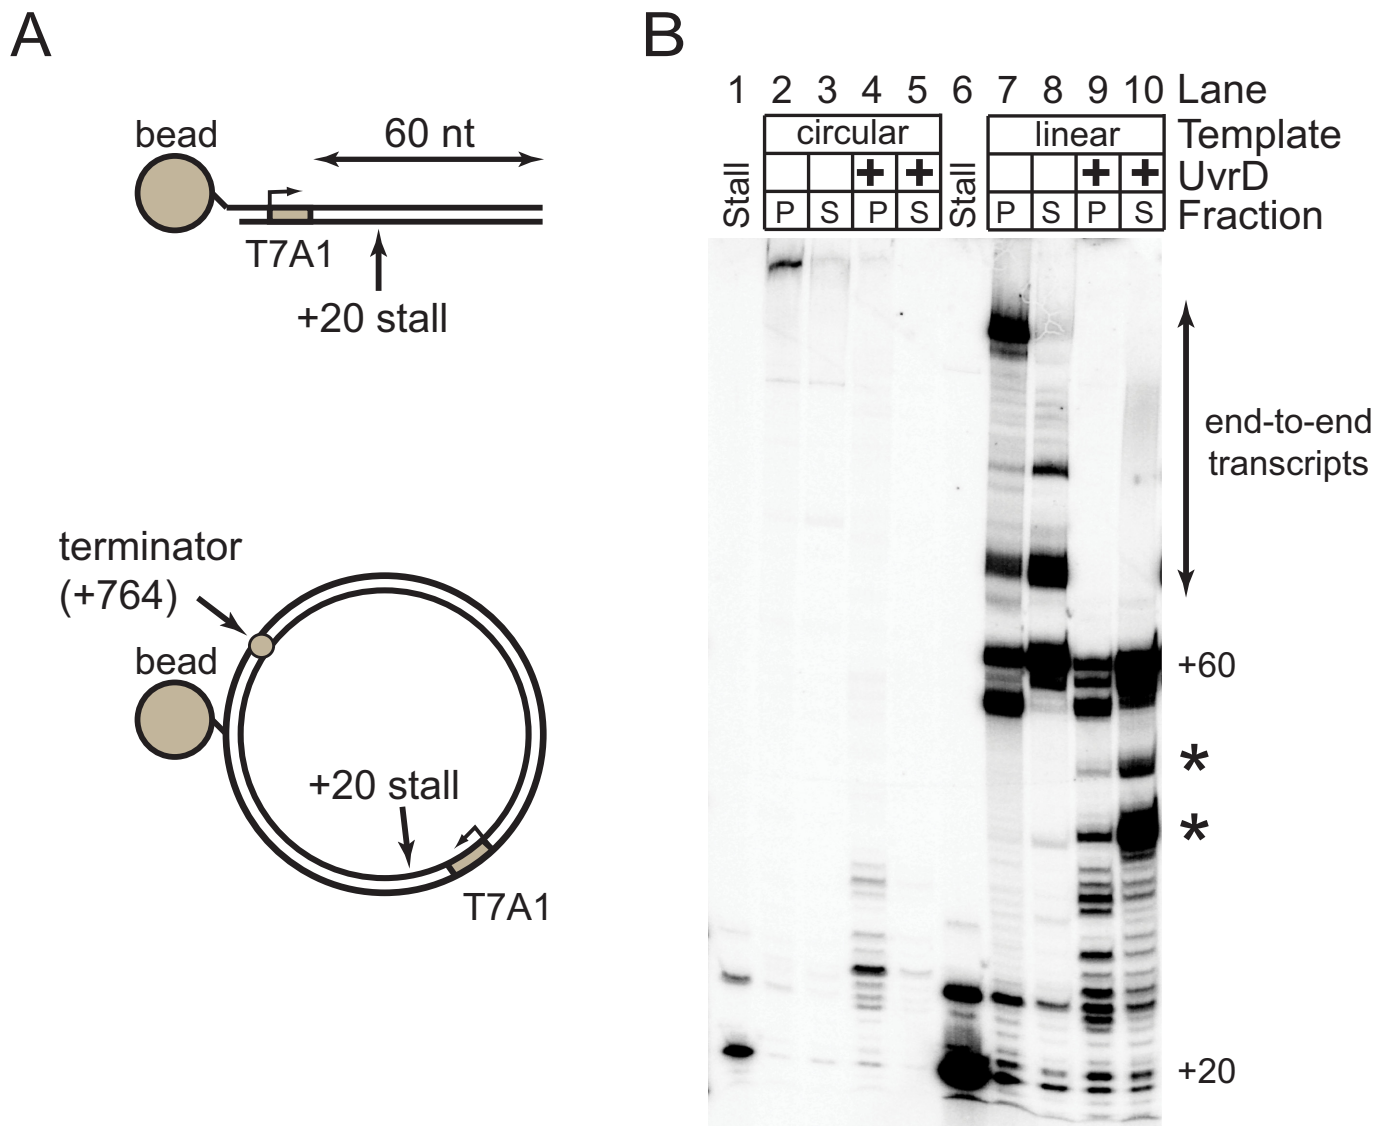 A
bead
60 nt
T7A1
+20 stall
terminator
(+764)
bead
+20 stall
T7A1
B
1 2 3 4 5 6 7 8 9 10 Lane
Stall circular Stall linear Template
+ + + + UvrD
P S P S P S P S Fraction
end-to-end
transcripts
+60
*
*
+20